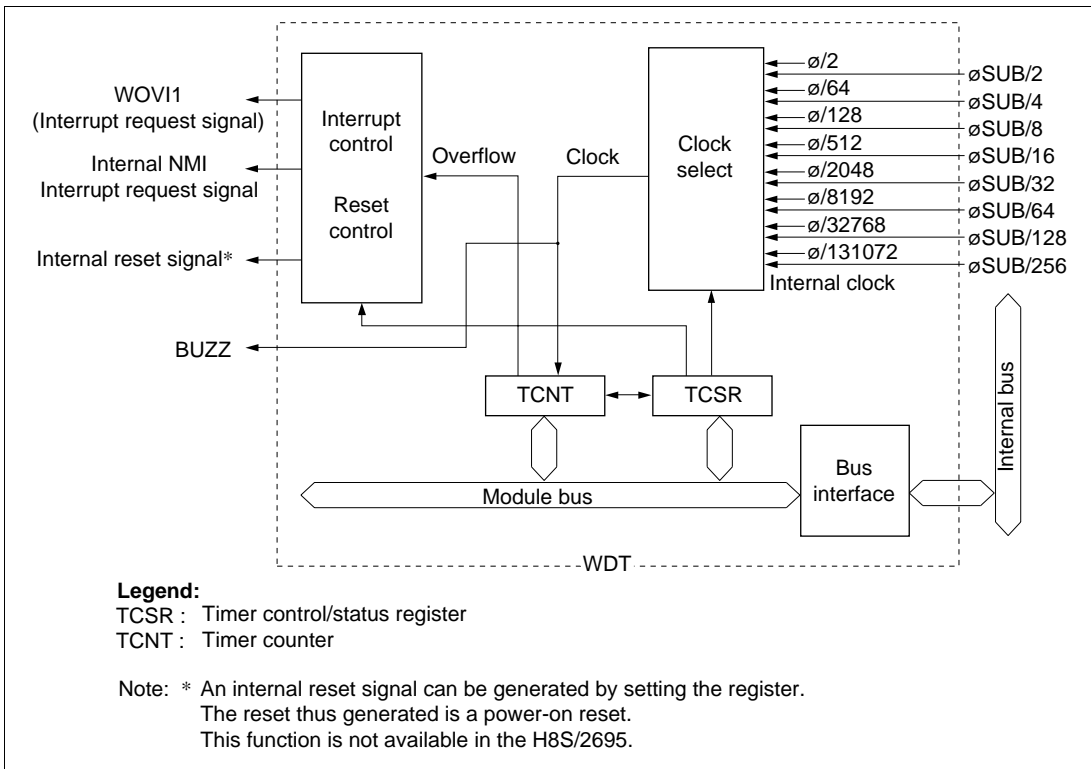 WOVI1
(Interrupt request signal)
Internal NMI
Interrupt request signal
Internal reset signal*
BUZZ
Interrupt
control
Reset
control
Overflow
Clock
Clock
select
ø/2
ø/64
ø/128
ø/512
ø/2048
ø/8192
ø/32768
ø/131072
Internal clock
øSUB/2
øSUB/4
øSUB/8
øSUB/16
øSUB/32
øSUB/64
øSUB/128
øSUB/256
TCNT
TCSR
Module bus
Bus
interface
Internal bus
WDT
Legend:
TCSR : Timer control/status register
TCNT : Timer counter
Note: * An internal reset signal can be generated by setting the register.
The reset thus generated is a power-on reset.
This function is not available in the H8S/2695.